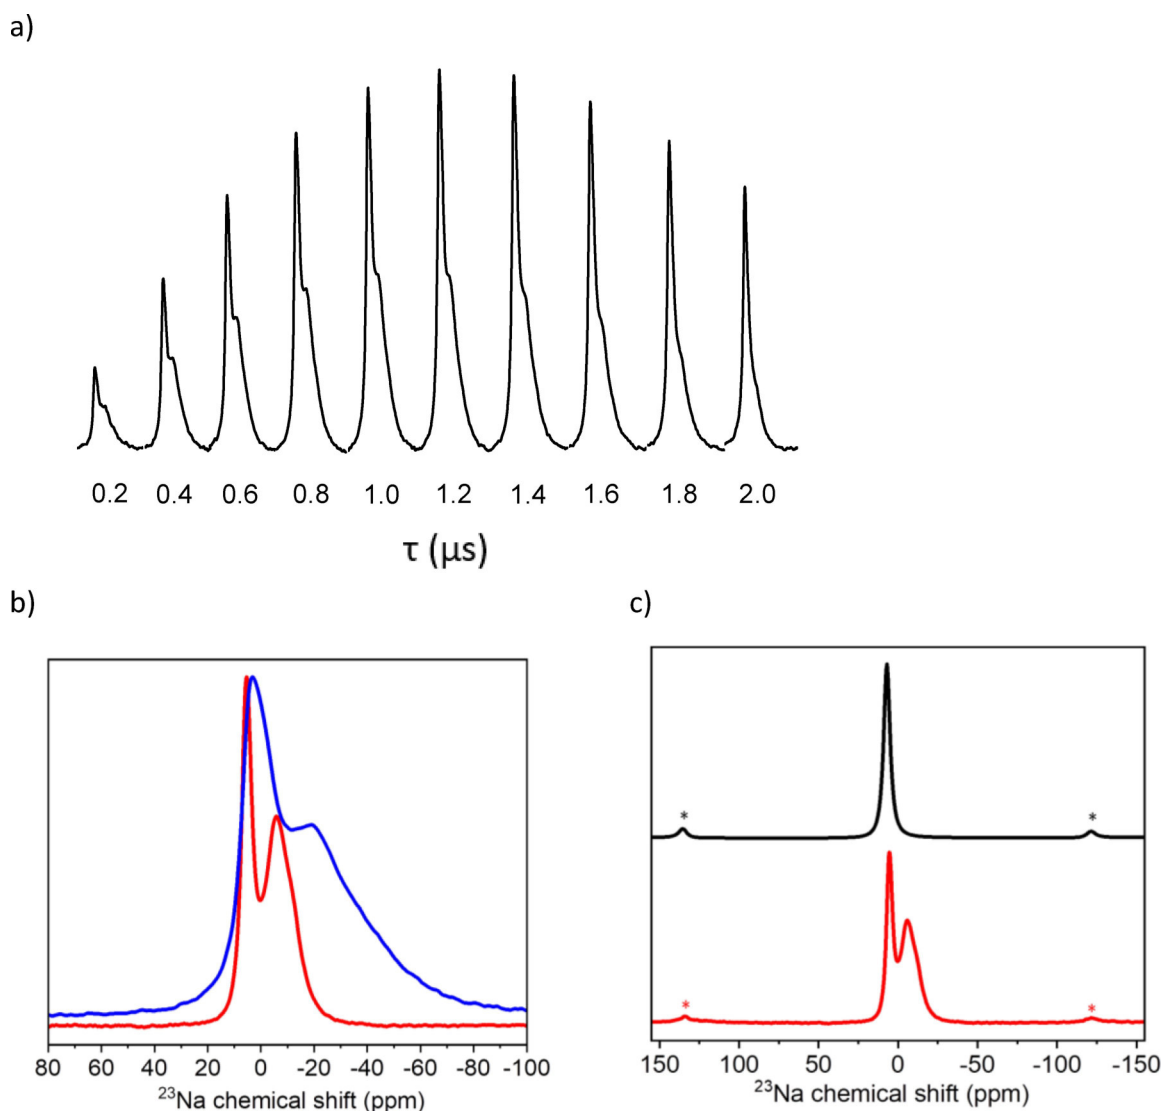 a)
0.2 0.4 0.6 0.8 1.0 1.2 1.4 1.6 1.8 2.0
τ (μs)
b)
c)
* *
* *
80 60 40 20 0 -20 -40 -60 -80 -100
²³Na chemical shift (ppm)
150 100 50 0 -50 -100 -150
²³Na chemical shift (ppm)